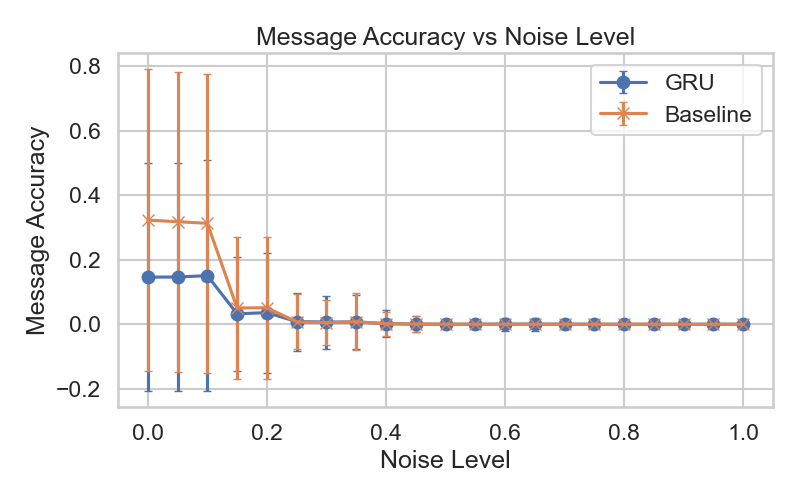 Message Accuracy vs Noise Level
GRU
Baseline
Message Accuracy
0.8
0.6
0.4
0.2
0.0
−0.2
0.0 0.2 0.4 0.6 0.8 1.0
Noise Level